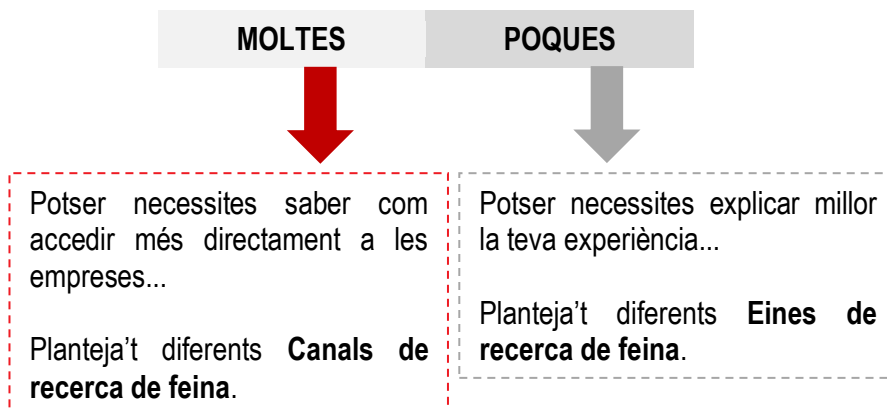 MOLTES
POQUES
Potser necessites saber com
accedir més directament a les
empreses...
Planteja’t diferents Canals de
recerca de feina.
Potser necessites explicar millor
la teva experiència...
Planteja’t diferents Eines de
recerca de feina.